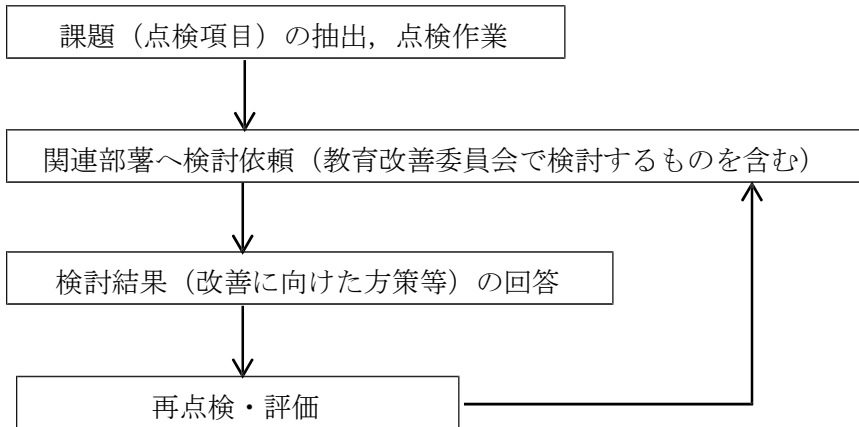 課題（点検項目）の抽出，点検作業
関連部署へ検討依頼（教育改善委員会で検討するものを含む）
検討結果（改善に向けた方策等）の回答
再点検・評価